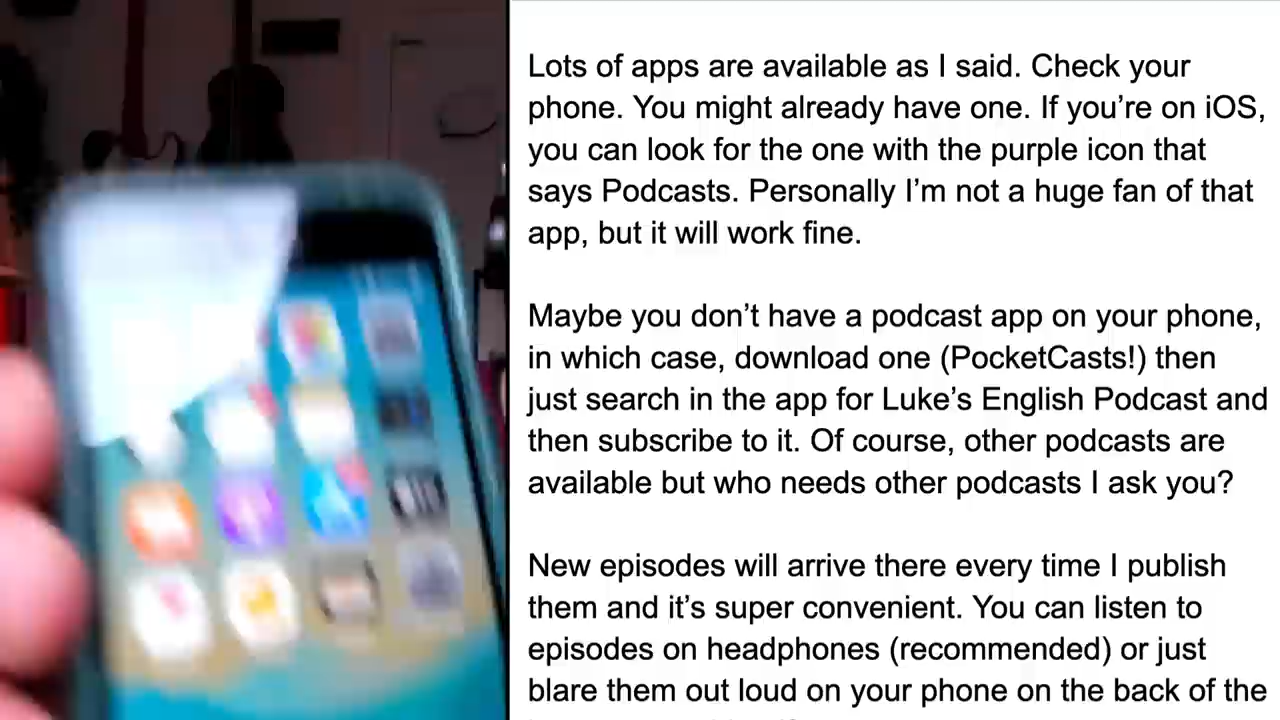 Lots of apps are available as I said. Check your
phone. You might already have one. If you’re on iOS,
you can look for the one with the purple icon that
says Podcasts. Personally I’m not a huge fan of that
app, but it will work fine.
Maybe you don’t have a podcast app on your phone,
in which case, download one (PocketCasts!) then
just search in the app for Luke’s English Podcast and
then subscribe to it. Of course, other podcasts are
available but who needs other podcasts I ask you?
New episodes will arrive there every time I publish
them and it’s super convenient. You can listen to
episodes on headphones (recommended) or just
blare them out loud on your phone on the back of the